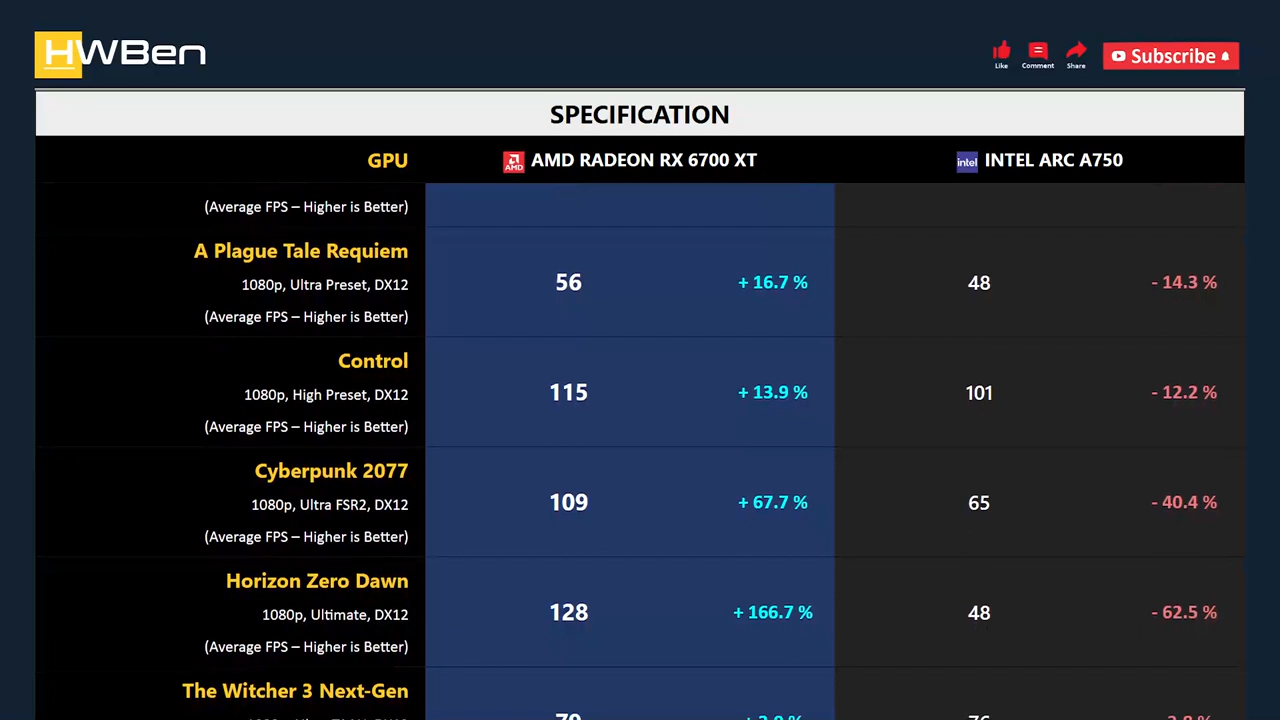 HWBen
Like
Comment
Share
Subscribe
SPECIFICATION
GPU
AMD
AMD RADEON RX 6700 XT
intel
INTEL ARC A750
(Average FPS – Higher is Better)
A Plague Tale Requiem
1080p, Ultra Preset, DX12
(Average FPS – Higher is Better)
56
+ 16.7 %
48
- 14.3 %
Control
1080p, High Preset, DX12
(Average FPS – Higher is Better)
115
+ 13.9 %
101
- 12.2 %
Cyberpunk 2077
1080p, Ultra FSR2, DX12
(Average FPS – Higher is Better)
109
+ 67.7 %
65
- 40.4 %
Horizon Zero Dawn
1080p, Ultimate, DX12
(Average FPS – Higher is Better)
128
+ 166.7 %
48
- 62.5 %
The Witcher 3 Next-Gen